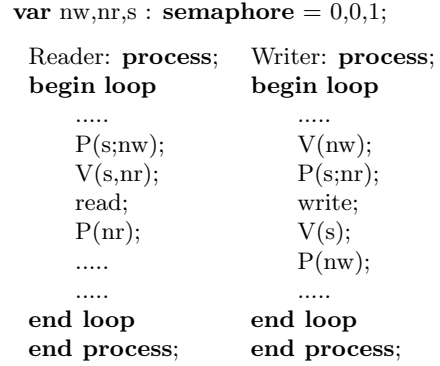 var nw,nr,s : semaphore = 0,0,1;
Reader: process; Writer: process;
begin loop begin loop
..... .....
P(s;nw); V(nw);
V(s,nr); P(s;nr);
read; write;
P(nr); V(s);
..... P(nw);
..... .....
end loop end loop
end process; end process;